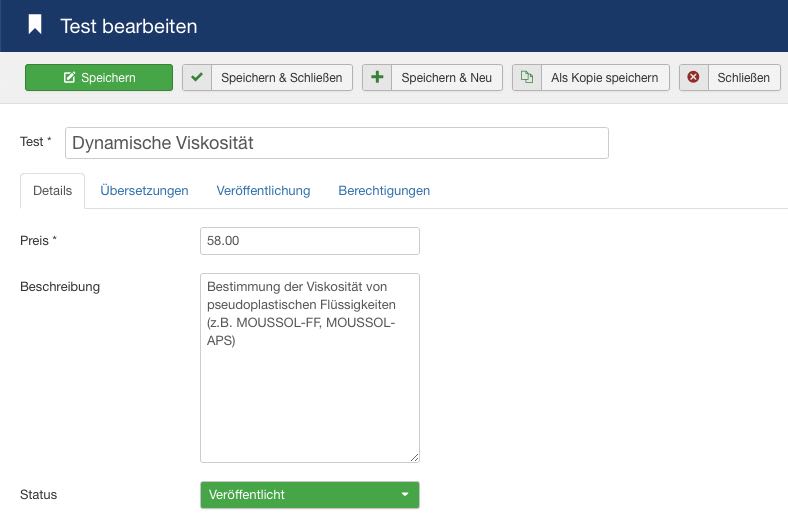 Test bearbeiten
Speichern
Speichern & Schließen
Speichern & Neu
Als Kopie speichern
Schließen
Test *
Dynamische Viskosität
Details
Übersetzungen
Veröffentlichung
Berechtigungen
Preis *
58.00
Beschreibung
Bestimmung der Viskosität von
pseudoplastischen Flüssigkeiten
(z.B. MOUSSOL-FF, MOUSSOL-
APS)
Status
Veröffentlicht